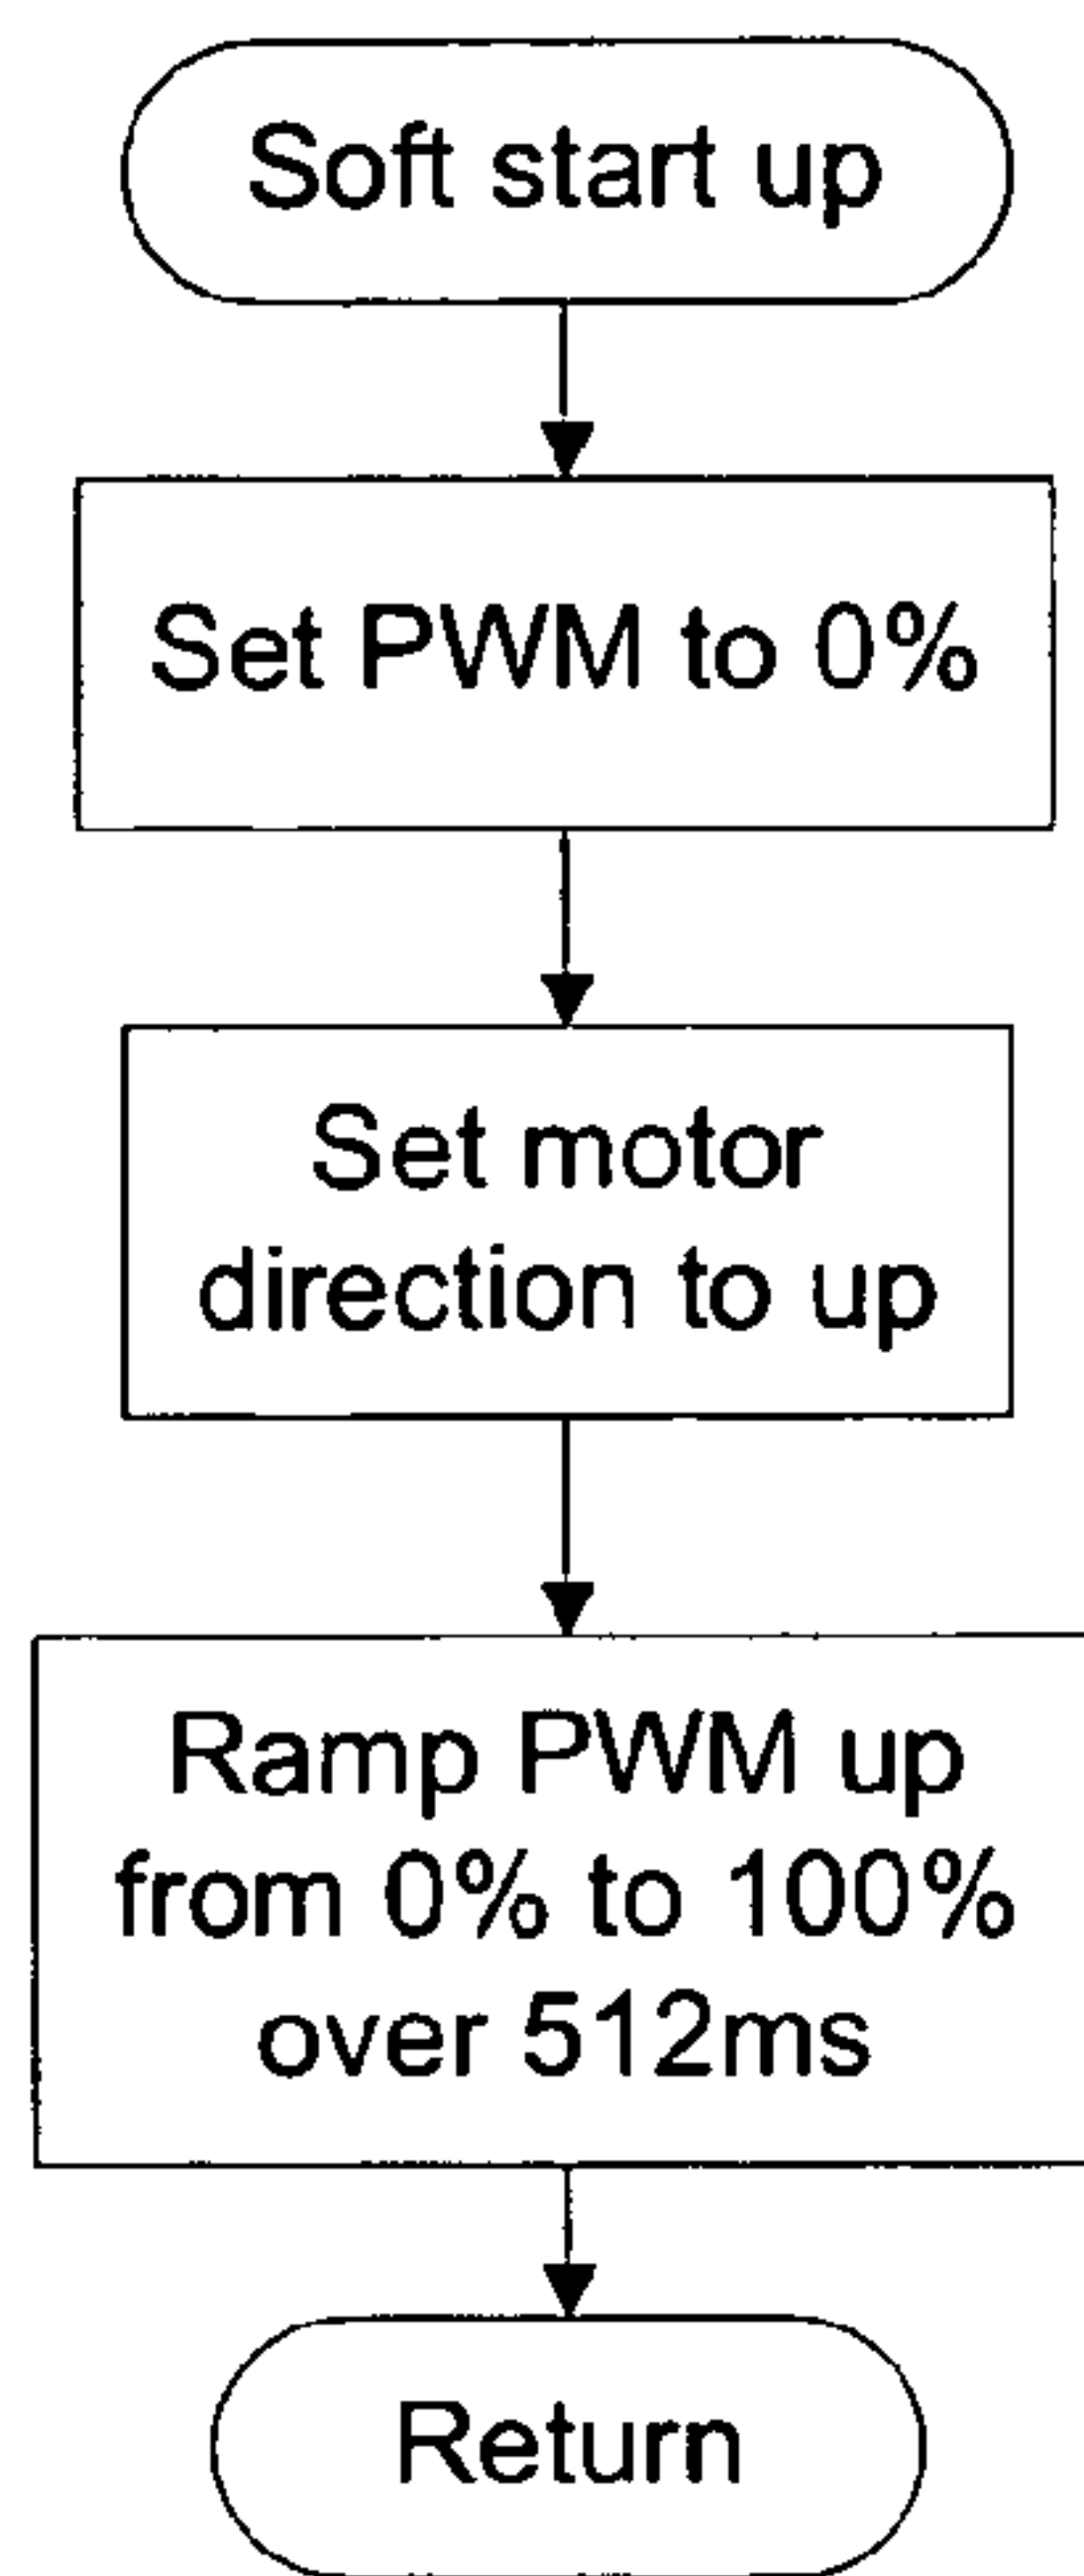 Soft start up
Set PWM to 0%
Set motor
direction to up
Ramp PWM up
from 0% to 100%
over 512ms
Return